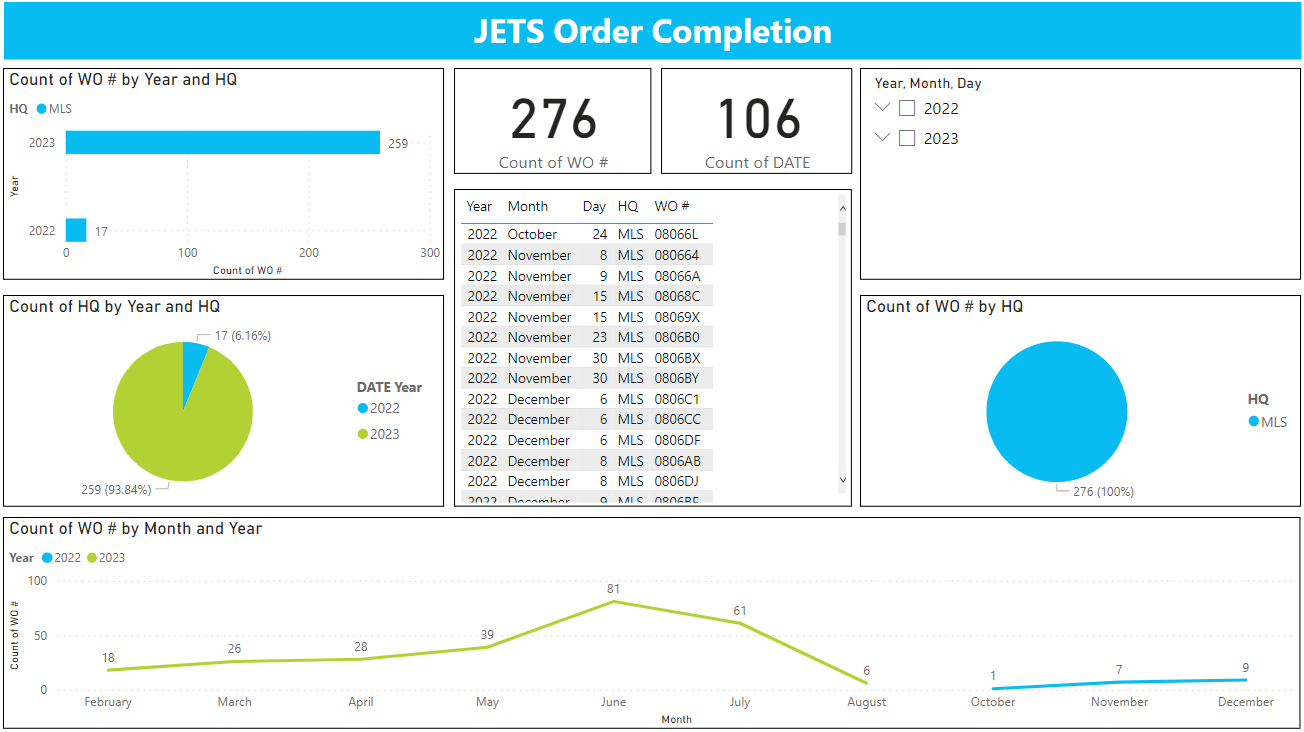 JETS Order Completion
Count of WO # by Year and HQ
HQ MLS
2023 259
2022 17
Year
0 100 200 300
Count of WO #
276
Count of WO #
106
Count of DATE
Year, Month, Day
2022
2023
Year Month Day HQ WO #
2022 October 24 MLS 08066L
2022 November 8 MLS 080664
2022 November 9 MLS 08066A
2022 November 15 MLS 08068C
2022 November 15 MLS 08069X
2022 November 23 MLS 0806B0
2022 November 30 MLS 0806BX
2022 November 30 MLS 0806BY
2022 December 6 MLS 0806C1
2022 December 6 MLS 0806CC
2022 December 6 MLS 0806DF
2022 December 8 MLS 0806AB
2022 December 8 MLS 0806DJ
2022 December 9 MLS
Count of HQ by Year and HQ
17 (6.16%)
259 (93.84%)
DATE Year
2022
2023
Count of WO # by HQ
276 (100%)
HQ
MLS
Count of WO # by Month and Year
Year 2022 2023
Count of WO #
100
50
0
18 26 28 39 81 61 6 1 7 9
February March April May June July August October November December
Month